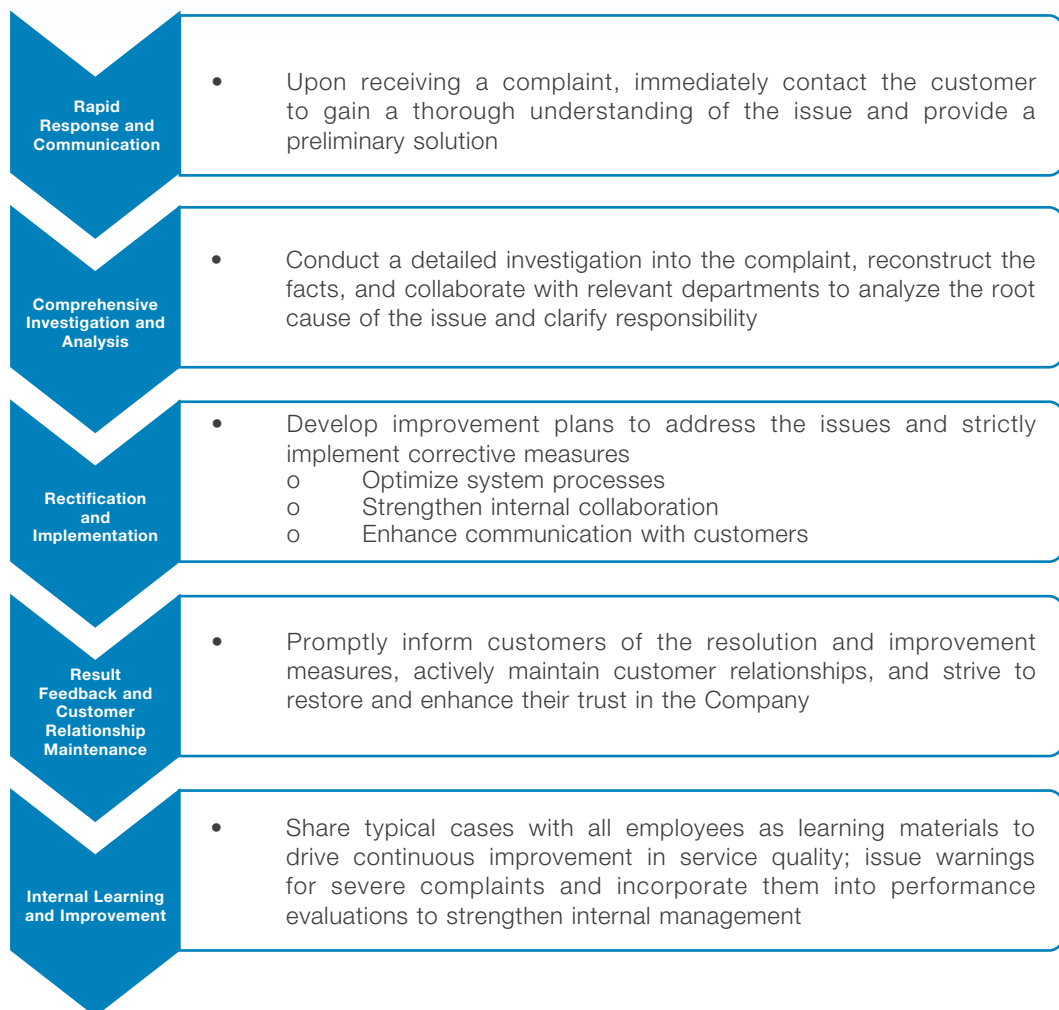 Rapid
Response and
Communication
• Upon receiving a complaint, immediately contact the customer
to gain a thorough understanding of the issue and provide a
preliminary solution
Comprehensive
Investigation and
Analysis
• Conduct a detailed investigation into the complaint, reconstruct the
facts, and collaborate with relevant departments to analyze the root
cause of the issue and clarify responsibility
Rectification
and
Implementation
• Develop improvement plans to address the issues and strictly
implement corrective measures
o Optimize system processes
o Strengthen internal collaboration
o Enhance communication with customers
Result
Feedback and
Customer
Relationship
Maintenance
• Promptly inform customers of the resolution and improvement
measures, actively maintain customer relationships, and strive to
restore and enhance their trust in the Company
Internal Learning
and Improvement
• Share typical cases with all employees as learning materials to
drive continuous improvement in service quality; issue warnings
for severe complaints and incorporate them into performance
evaluations to strengthen internal management